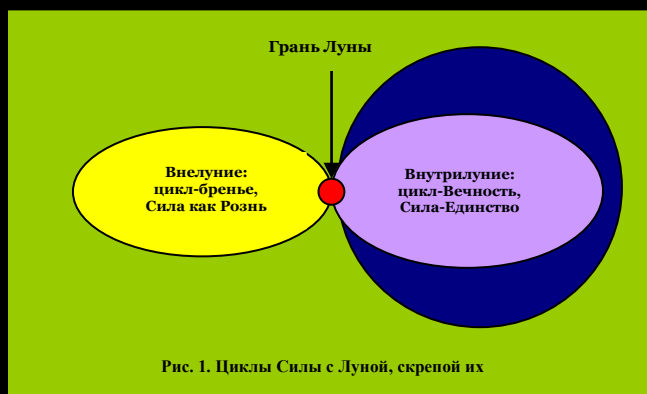 Грань Луны
Внелуние:
цикл-бренье,
Сила как Рознь
Внутрилуние:
цикл-Вечность,
Сила-Единство
Рис. 1. Циклы Силы с Луной, скрепой их